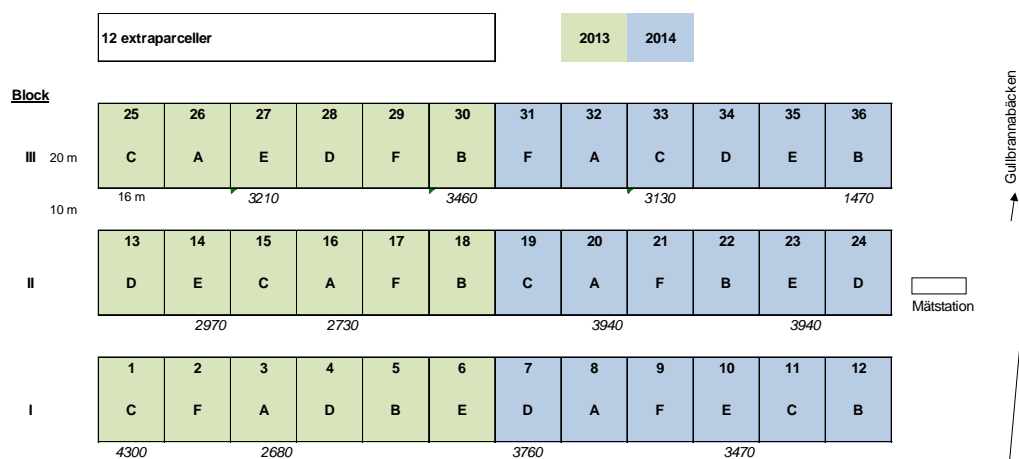 12 extraparceller 2013 2014
Block
25 26 27 28 29 30 31 32 33 34 35 36
III 20 m C A E D F B F A C D E B
16 m 3210 3460 3130 1470
10 m
13 14 15 16 17 18 19 20 21 22 23 24
II D E C A F B C A F B E D
2970 2730 3940 3940
1 2 3 4 5 6 7 8 9 10 11 12
I C F A D B E D A F E C B
4300 2680 3760 3470
Gullbrannabäcken
Mätstation